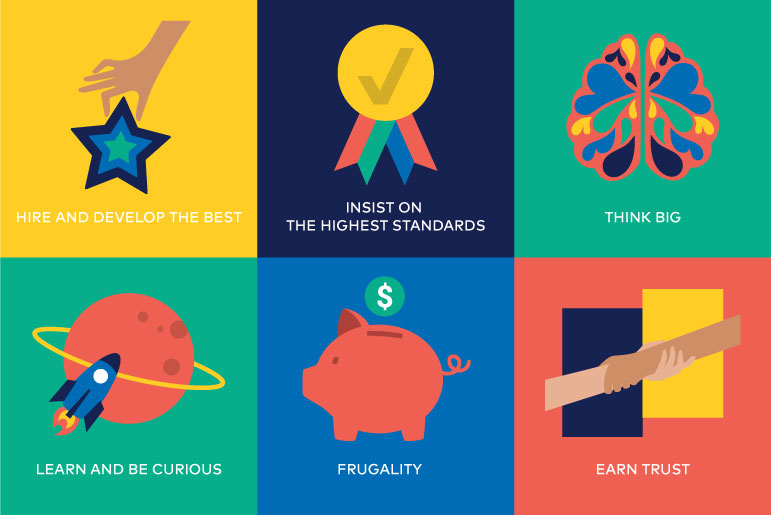 HIRE AND DEVELOP THE BEST
INSIST ON
THE HIGHEST STANDARDS
THINK BIG
$
LEARN AND BE CURIOUS
FRUGALITY
EARN TRUST